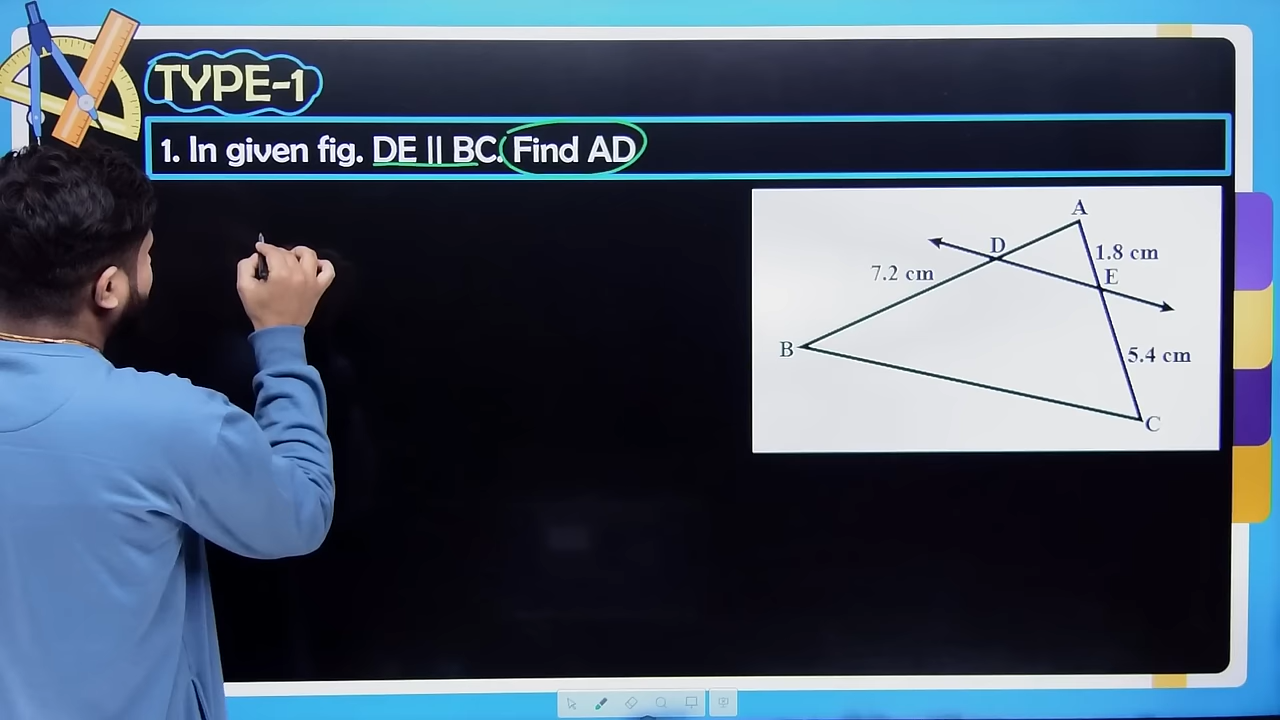 TYPE-1
1. In given fig. DE || BC. Find AD
A
D
1.8 cm
7.2 cm
E
B
5.4 cm
C